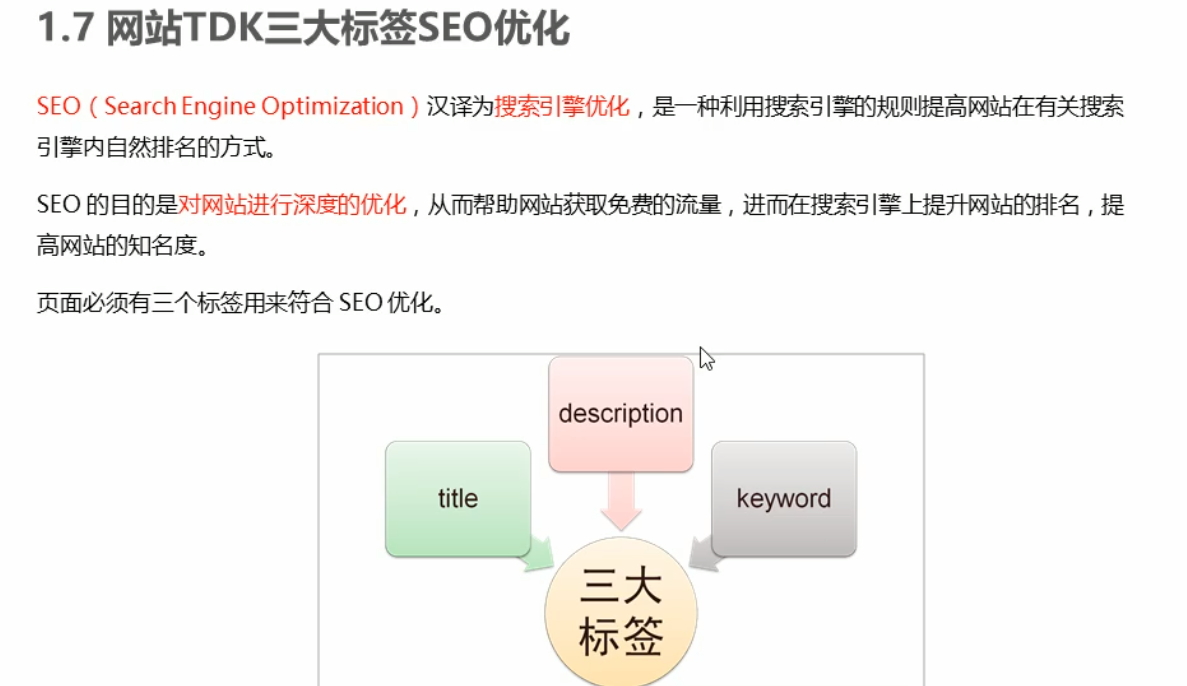 1.7 网站TDK三大标签SEO优化
SEO（Search Engine Optimization）汉译为搜索引擎优化，是一种利用搜索引擎的规则提高网站在有关搜索
引擎内自然排名的方式。
SEO 的目的是对网站进行深度的优化，从而帮助网站获取免费的流量，进而在搜索引擎上提升网站的排名，提
高网站的知名度。
页面必须有三个标签用来符合 SEO 优化。
description
title
keyword
三大
标签